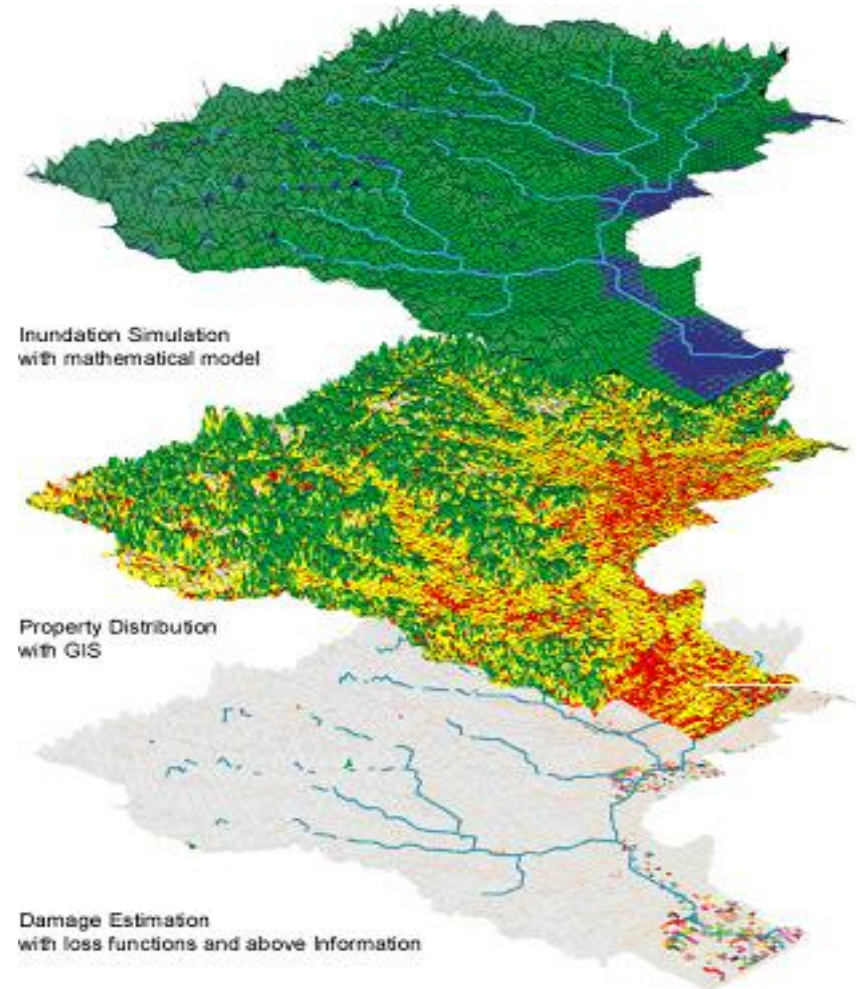 Inundation Simulation
with mathematical model
Property Distribution
with GIS
Damage Estimation
with loss functions and above Information